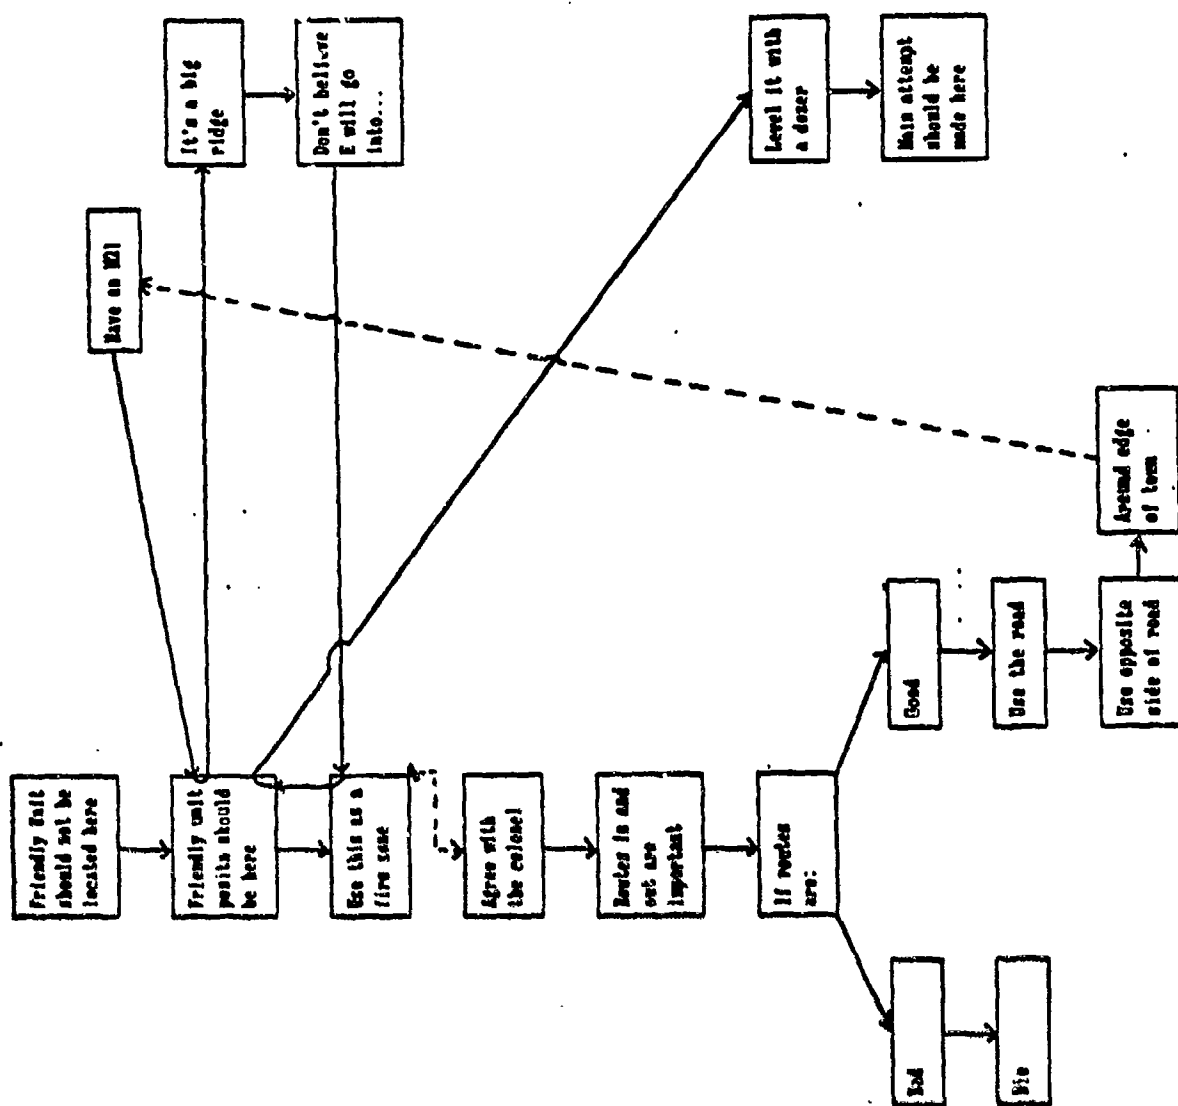 Friendly Unit
should not be
located here
Friendly unit
positn should
be here
Use this as a
fire zone
Agree with
the colonel
Routes in and
out are
important
If routes
are:
Bad
Die
Good
Use the road
Use opposite
side of road
Around edge
of town
Have an M21
It's a big
ridge
Don't believe
E will go
into...
Level it with
a dozer
Main attempt
should be
made here